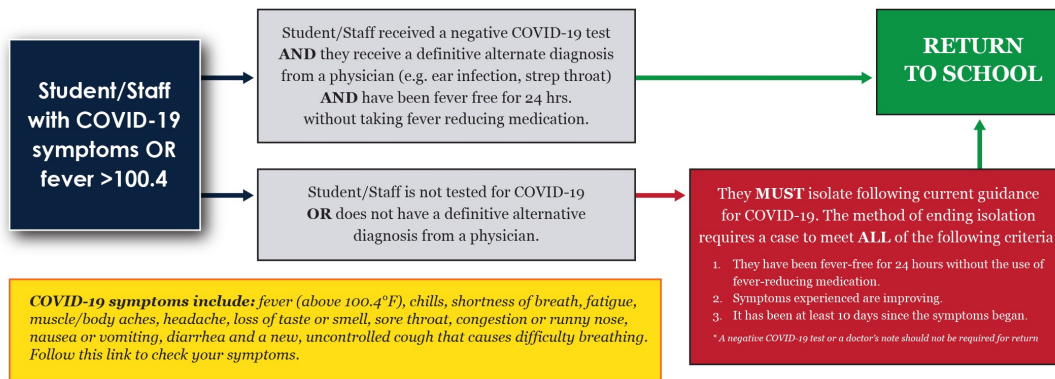 Student/Staff
with COVID-19
symptoms OR
fever >100.4
Student/Staff received a negative COVID-19 test
AND they receive a definitive alternate diagnosis
from a physician (e.g. ear infection, strep throat)
AND have been fever free for 24 hrs.
without taking fever reducing medication.
RETURN
TO SCHOOL
Student/Staff is not tested for COVID-19
OR does not have a definitive alternative
diagnosis from a physician.
They MUST isolate following current guidance
for COVID-19. The method of ending isolation
requires a case to meet ALL of the following criteria
1. They have been fever-free for 24 hours without the use of
fever-reducing medication.
2. Symptoms experienced are improving.
3. It has been at least 10 days since the symptoms began.
* A negative COVID-19 test or a doctor's note should not be required for return
COVID-19 symptoms include: fever (above 100.4°F), chills, shortness of breath, fatigue,
muscle/body aches, headache, loss of taste or smell, sore throat, congestion or runny nose,
nausea or vomiting, diarrhea and a new, uncontrolled cough that causes difficulty breathing.
Follow this link to check your symptoms.